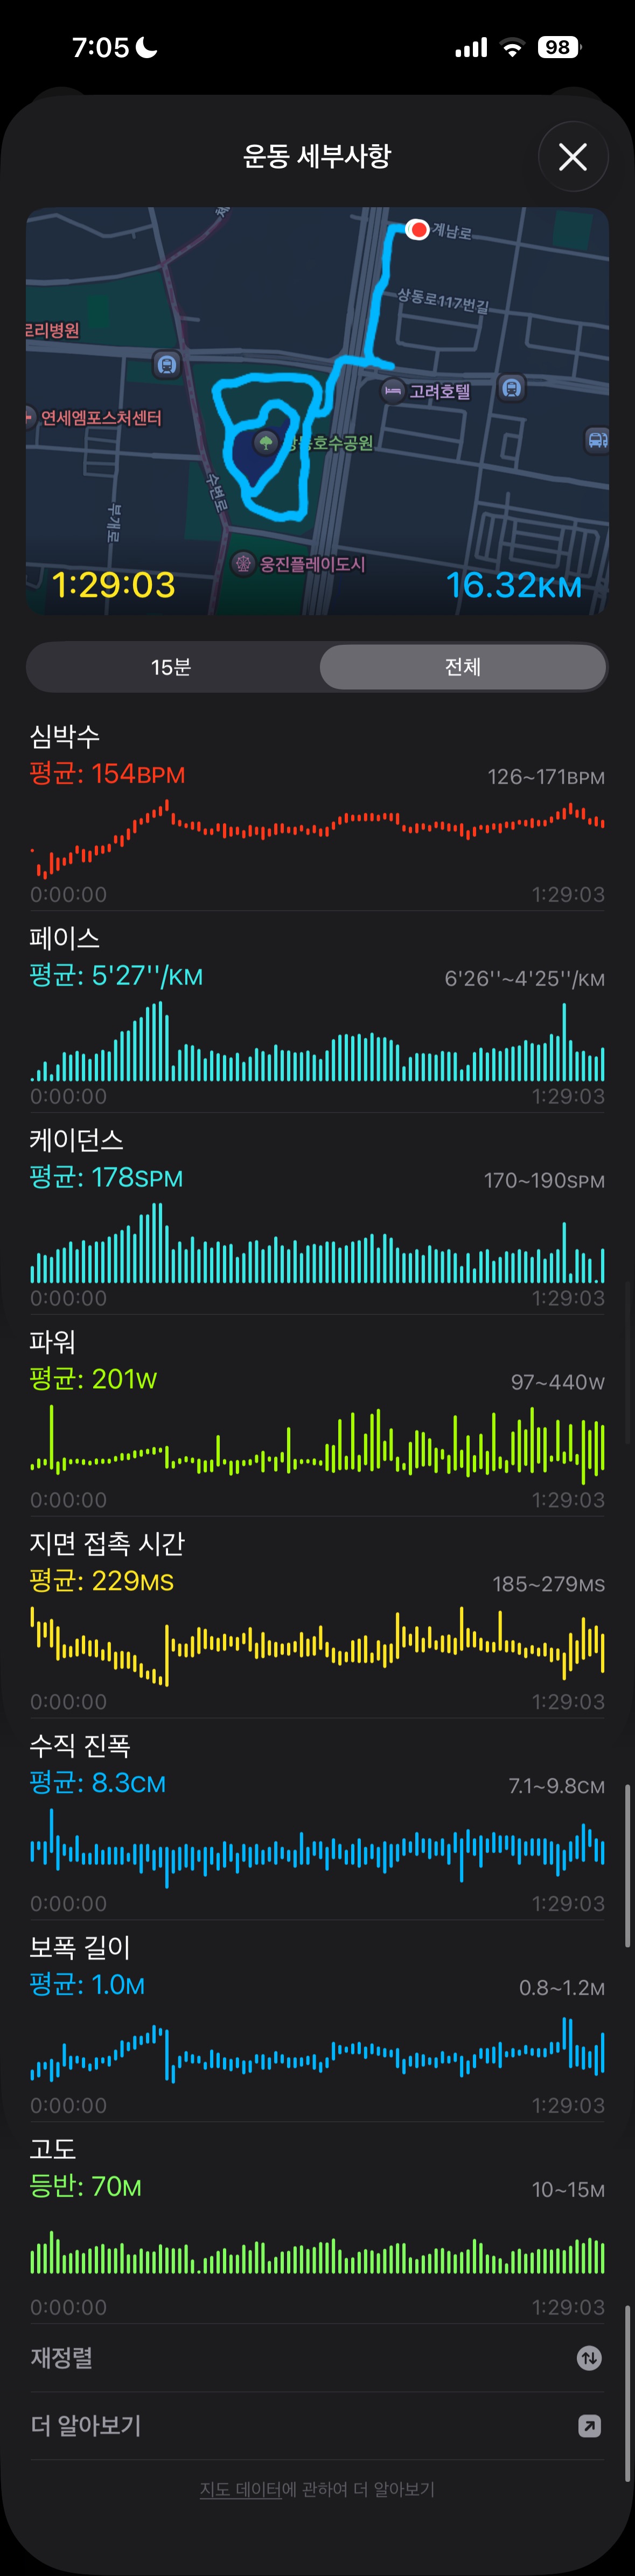 7:05
98
운동 세부사항
계남로
상동로117번길
고려호텔
연세엠포스처센터
수변로
부개로
웅진플레이도시
1:29:03
16.32KM
15분
전체
심박수
평균: 154BPM
126~171BPM
0:00:00
1:29:03
페이스
평균: 5'27''/KM
6'26''~4'25''/KM
0:00:00
1:29:03
케이던스
평균: 178SPM
170~190SPM
0:00:00
1:29:03
파워
평균: 201W
97~440W
0:00:00
1:29:03
지면 접촉 시간
평균: 229MS
185~279MS
0:00:00
1:29:03
수직 진폭
평균: 8.3CM
7.1~9.8CM
0:00:00
1:29:03
보폭 길이
평균: 1.0M
0.8~1.2M
0:00:00
1:29:03
고도
등반: 70M
10~15M
0:00:00
1:29:03
재정렬
더 알아보기
지도 데이터에 관하여 더 알아보기